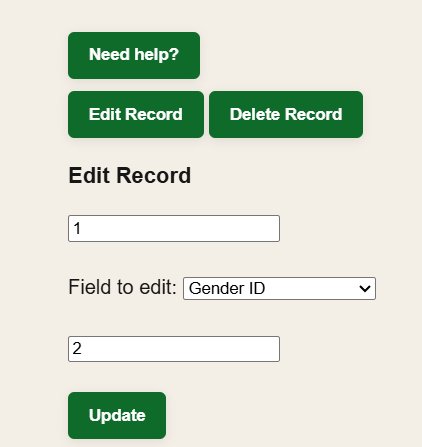 Need help?
Edit Record Delete Record
Edit Record
1
Field to edit: Gender ID
2
Update